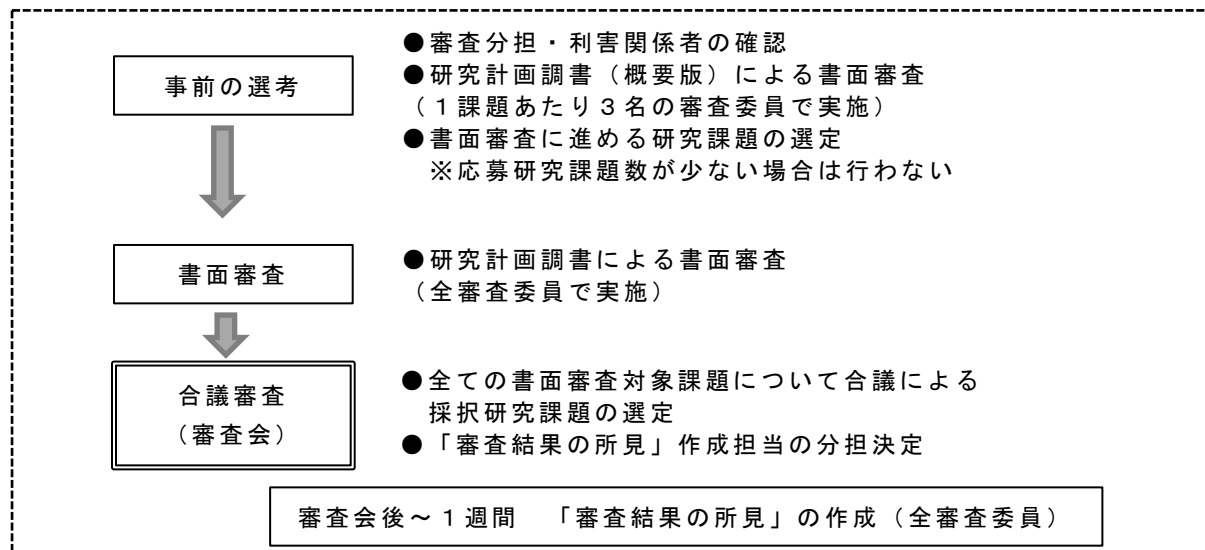 事前の選考
●審査分担・利害関係者の確認
●研究計画調書（概要版）による書面審査
（１課題あたり３名の審査委員で実施）
●書面審査に進める研究課題の選定
※応募研究課題数が少ない場合は行わない
書面審査
●研究計画調書による書面審査
（全審査委員で実施）
合議審査
（審査会）
●全ての書面審査対象課題について合議による
採択研究課題の選定
●「審査結果の所見」作成担当の分担決定
審査会後～１週間　「審査結果の所見」の作成（全審査委員）